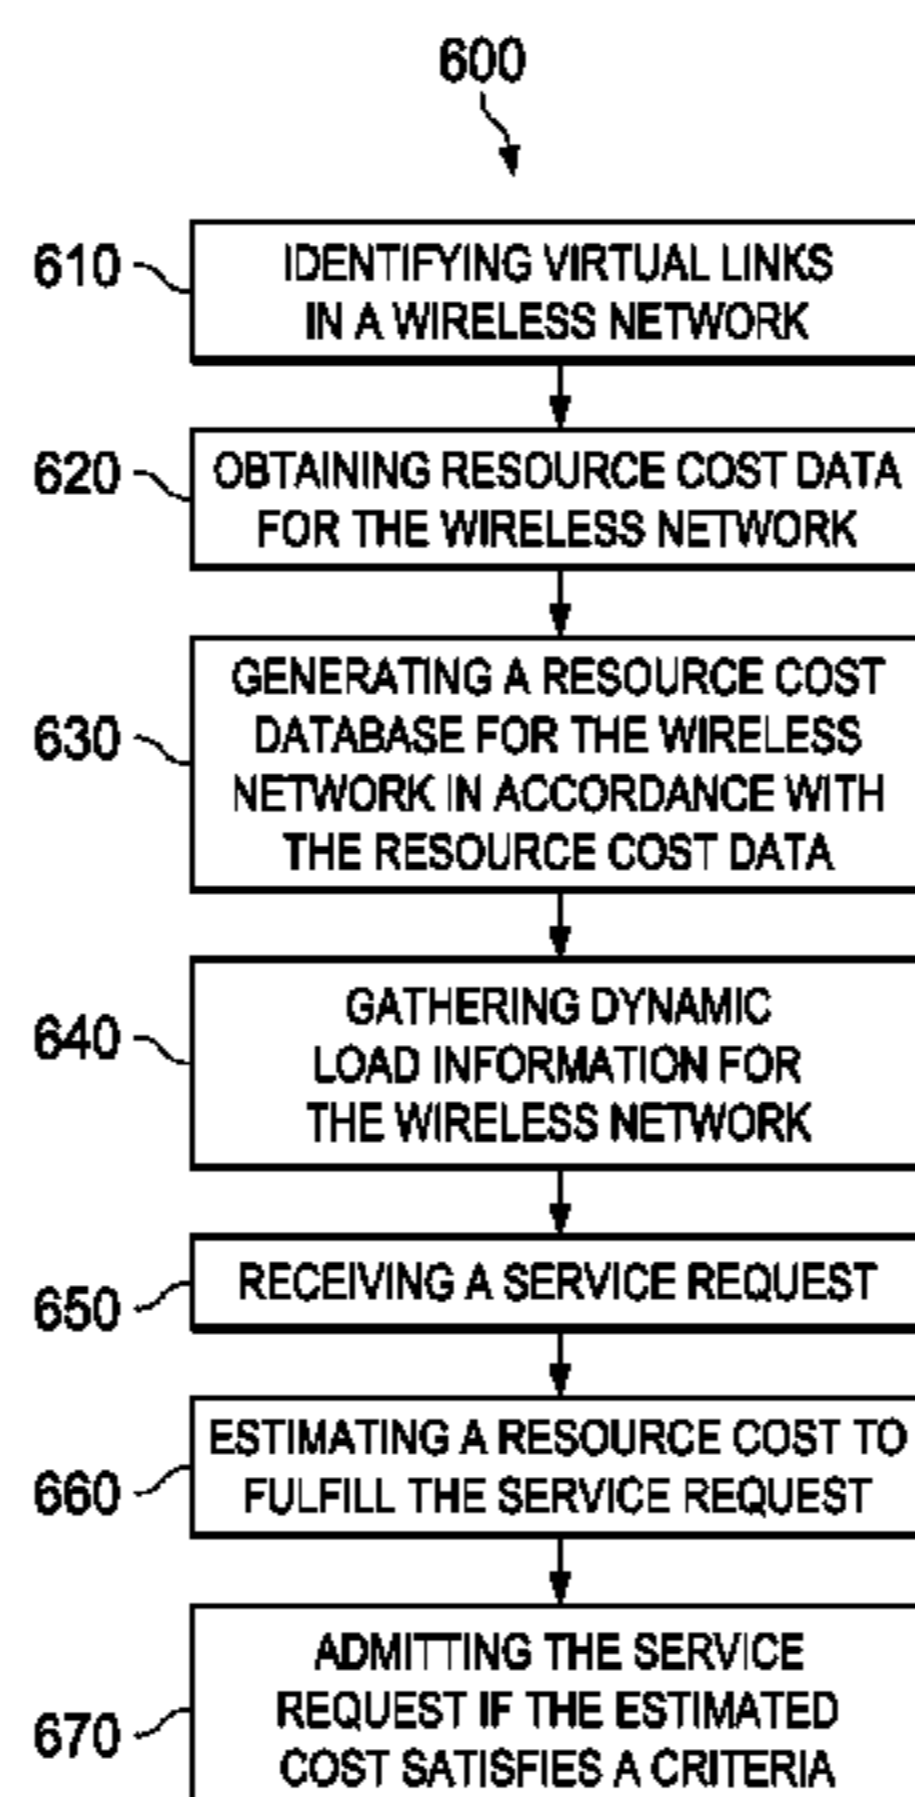 600
610
IDENTIFYING VIRTUAL LINKS
IN A WIRELESS NETWORK
620
OBTAINING RESOURCE COST DATA
FOR THE WIRELESS NETWORK
630
GENERATING A RESOURCE COST
DATABASE FOR THE WIRELESS
NETWORK IN ACCORDANCE WITH
THE RESOURCE COST DATA
640
GATHERING DYNAMIC
LOAD INFORMATION FOR
THE WIRELESS NETWORK
650
RECEIVING A SERVICE REQUEST
660
ESTIMATING A RESOURCE COST TO
FULFILL THE SERVICE REQUEST
670
ADMITTING THE SERVICE
REQUEST IF THE ESTIMATED
COST SATISFIES A CRITERIA